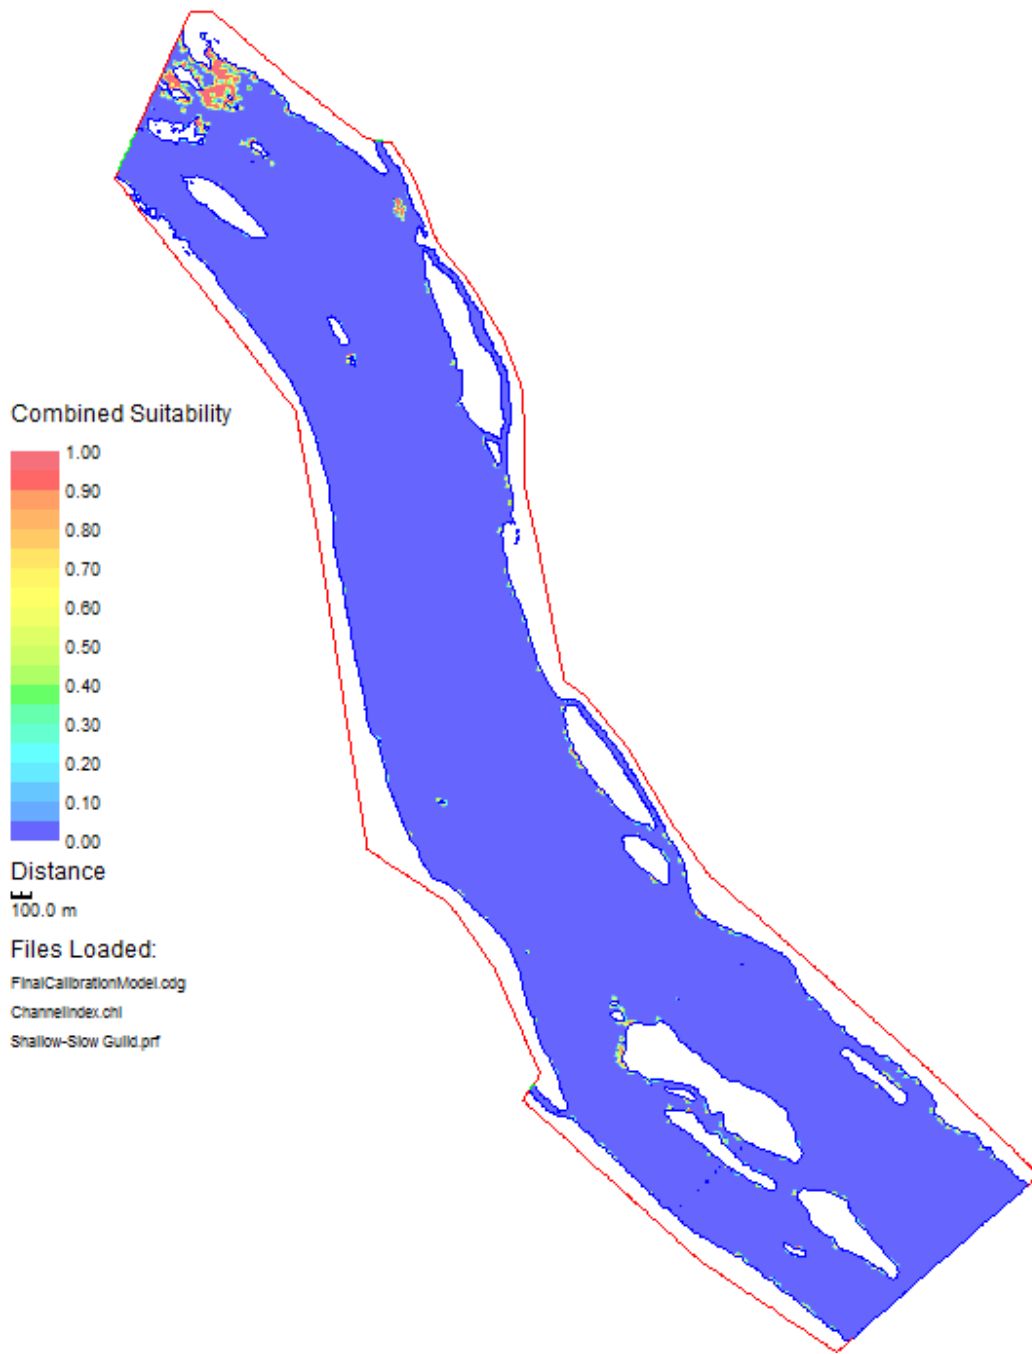 Combined Suitability
1.00
0.90
0.80
0.70
0.60
0.50
0.40
0.30
0.20
0.10
0.00
Distance
100.0 m
Files Loaded:
FinalCalibrationModel.cdg
ChannelIndex.chi
Shallow-Slow Guild.prf